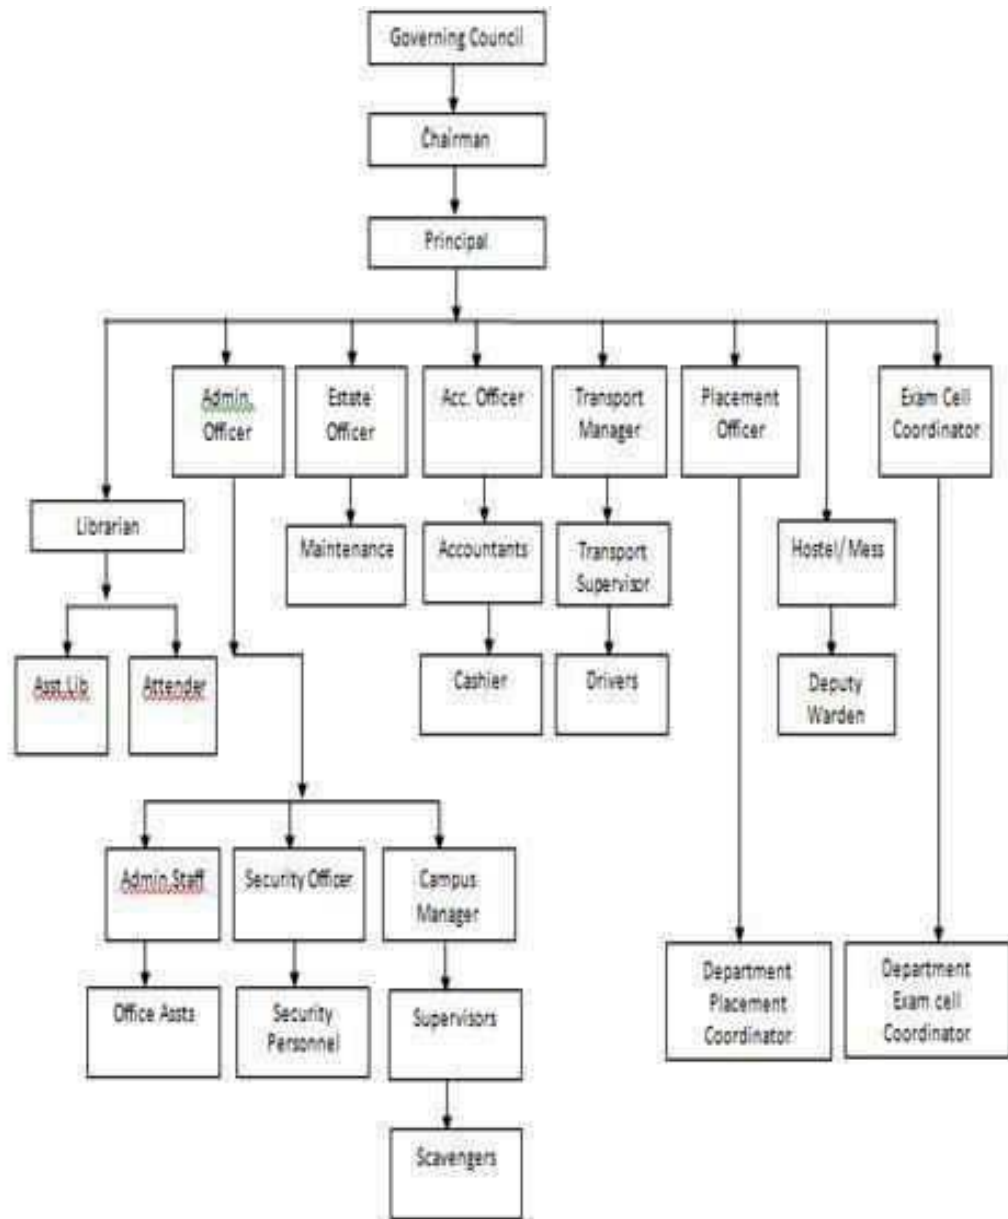 Governing Council
Chairman
Principal
Admin.
Officer
Estate
Officer
Acc. Officer
Transport
Manager
Placement
Officer
Exam Cell
Coordinator
Librarian
Maintenance
Accountants
Transport
Supervisor
Hostel/ Mess
Asst.Lib
Attender
Cashier
Drivers
Deputy
Warden
Admin.Staff
Security Officer
Campus
Manager
Office Assts
Security
Personnel
Supervisors
Department
Placement
Coordinator
Department
Exam cell
Coordinator
Scavengers